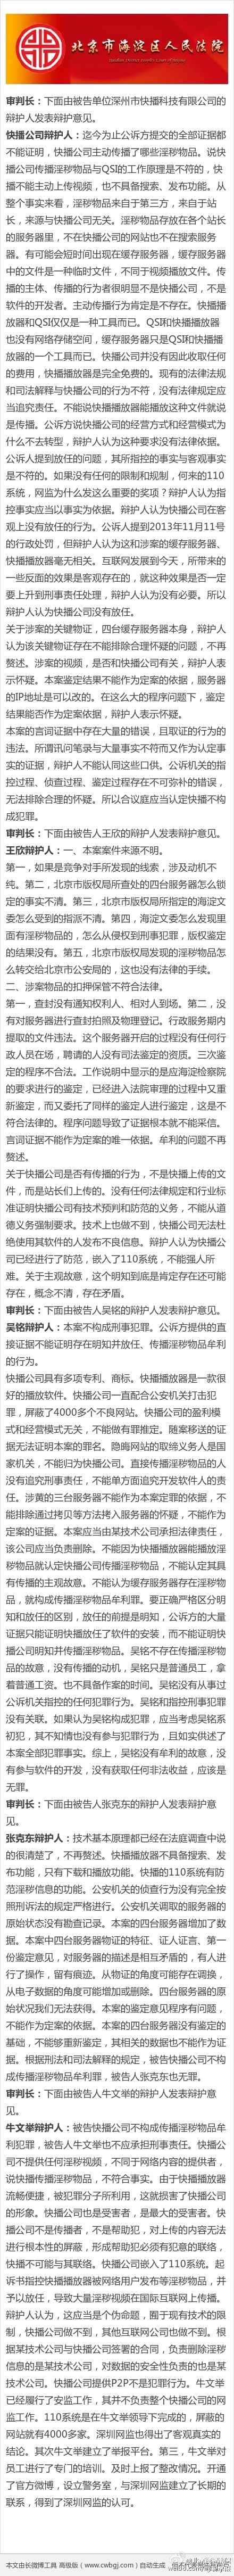 北京市海淀区人民法院
审判长：下面由被告单位深州市快播科技有限公司的
辩护人发表辩护意见。
快播公司辩护人：迄今为止公诉方提交的全部证据都
不能证明，快播公司主动传播了哪些淫秽物品。说快
播公司传播淫秽物品与QSI的工作原理是不符的，快
播不能主动上传视频，也不具备搜索、发布功能。从
整个事实来看，淫秽物品来自于第三方，来自于站
长，来源与快播公司无关。淫秽物品存放在各个站长
的服务器里，不在快播公司的网站也不在搜索服务
器。有可能会短时间出现在缓存服务器，缓存服务器
中的文件是一种临时文件，不同于视频播放文件。传
播的主体、传播的行为者很明显不是快播公司，不是
软件的开发者。主动传播行为肯定是不存在。快播播
放器和QSI仅仅是一种工具而已。QSI和快播播放器
也没有网络存储空间，缓存服务器只是QSI和快播播
放器的一个工具而已。快播公司并没有因此收取任何
的费用，快播播放器是完全免费的。现有的法律法规
和司法解释与快播公司的行为不符，没有法律规定应
当追究责任。不能说快播播放器能播放这种文件就说
是传播。公诉方说快播公司的经营方式和经营模式为
什么不去转型，辩护人认为这种要求没有法律依据。
公诉人提到放任的问题，其所指控的事实与客观事实
是不符的。如果没有任何的限制和规制，何来的110
系统，网监为什么发这么重要的奖项？辩护人认为指
控事实应当以事实为依据。辩护人认为快播公司在客
观上没有放任的行为。公诉人提到2013年11月11号
的行政处罚，但辩护人认为这和涉案的缓存服务器、
快播播放器毫无相关。互联网发展到今天，所带来的
一些反面的效果是客观存在的，就这种效果是否一定
要上升到刑事责任处理，辩护人认为没有必要。所以
辩护人认为快播公司没有放任。
关于涉案的关键物证，四台缓存服务器本身，辩护人
认为该关键物证存在不能排除合理怀疑的问题，不再
赘述。涉案的视频，是否和快播公司有关，辩护人表
示怀疑。本案鉴定结果不能作为定案的依据，服务器
的IP地址是可以改的。在这么大的程序问题下，鉴定
结果能否作为定案依据，辩护人表示怀疑。
本案的言词证据中存在大量的错误，且取证的行为的
违法。所谓讯问笔录与大量事实不符而又作为认定事
实的证据，辩护人不能认同这些口供。公诉机关的指
控过程、侦查过程、鉴定过程存在不可弥补的错误，
无法排除合理的怀疑。所以合议庭应当认定快播不构
成犯罪。
审判长：下面由被告人王欣的辩护人发表辩护意见。
王欣辩护人：一、本案案件来源不明。
第一，如果是竞争对手所发现的线索，涉及动机不
纯。第二，北京市版权局所查处的四台服务器怎么锁
定的事实不清。第三，北京市版权局所指定的海淀文
委怎么受到的指派不清。第四，海淀文委怎么发现里
面有淫秽物品的，怎么从侵权到刑事犯罪，版权鉴定
的结果没有。第五，北京市版权局发现的淫秽物品怎
么转交给北京市公安局的，这也没有法律的手续。
二、涉案物品的扣押保管不符合法律。
第一，查封没有通知权利人、相对人到场。第二，没
有对服务器进行查封拍照及物理登记。行政服务期内
提取的文件违法。这个服务器开启的过程没有任何行
政人员在场，聘请的人没有司法鉴定的资质。三次鉴
定的程序不合法。工作说明中显示的是应海淀检察院
的要求进行的鉴定，已经进入法院审理的过程中又重
新鉴定，而又委托了同样的鉴定人进行鉴定，这是不
符合法律的。程序问题导致了证据根本就不能采信。
言词证据不能作为定案的唯一依据。牟利的问题不再
赘述。
关于快播公司是否有传播的行为，不是快播上传的文
件，而是站长们上传的。没有任何法律规定和行业标
准证明快播公司有技术预判和防范的义务，不能从道
德义务强制要求。技术上也做不到，快播公司无法杜
绝使用其软件的人发布不良信息。辩护人认为快播公
司已经进行了防范，嵌入了110系统，不能强人所
难。关于主观故意，这个明知到底是肯定存在还可能
存在，概念不清，存在矛盾。
审判长：下面由被告人吴铭的辩护人发表辩护意见。
吴铭辩护人：本案不构成刑事犯罪。公诉方提供的直
接证据不能证明存在明知并放任、传播淫秽物品牟利
的行为。
快播公司具有多项专利、商标。快播播放器是一款很
好的播放软件。快播公司一直配合公安机关打击犯
罪，屏蔽了4000多个不良网站。快播公司的盈利模
式和经营模式无关，不能做有罪推定。随案移送的证
据无法证明本案的罪名。隐晦网站的取缔义务人是国
家机关，不能归为快播公司。直接传播淫秽物品的人
没有追究刑事责任，不能单方面追究开发软件人的责
任。涉黄的三台服务器不能作为本案定罪的依据，不
能排除通过拷贝等方法拷入服务器的怀疑，不能作为
定案的证据。本案应当由某技术公司承担法律责任，
该公司应当负责删除。不能因为快播播放器能播放淫
秽物品就认定快播公司传播淫秽物品，不能认定其具
有传播的主观故意。不能认为缓存服务器存在淫秽物
品，就构成传播淫秽物品牟利罪。要正确严格区分明
知和放任的区别，放任的前提是明知，公诉方的大量
证据只能证明快播放任了软件的安装，而不能证明快
播公司明知并传播淫秽物品。吴铭不存在传播淫秽物
品的故意，没有传播的动机，吴铭只是普通员工，拿
着普通工资。也不具备作案的时间。吴铭没有从事过
公诉机关指控的任何犯罪行为。吴铭和指控刑事犯罪
没有关联。如果认为吴铭构成犯罪，应当考虑吴铭系
初犯，其不知情也没有参与犯罪行为，且如实供述了
本案全部犯罪事实。综上，吴铭没有牟利的故意，没
有参与软件的开发，没有获取任何非法收益，应该是
无罪。
审判长：下面由被告人张克东的辩护人发表辩护意
见。
张克东辩护人：技术基本原理都已经在法庭调查中说
的很清楚了，不再赘述。快播播放器不具备搜索、发
布功能，只有下载和播放功能。快播的110系统有防
范淫秽信息的功能。公安机关的侦查行为没有完全按
照刑诉法的规定严格进行。公安机关调取的服务器的
原始状态没有勘查记录。本案的四台服务器增加了数
据。本案中四台服务器物证的特征、证人证言、第一
份鉴定意见，对服务器的描述是相互矛盾的，有人进
行了操作，留有痕迹。从物证的角度可能存在调换，
从电子数据的角度可能增加或删除。四台服务器的原
始状况我们无法获得。本案的鉴定意见程序有问题，
不能作为定案的依据。本案的四台服务器没有鉴定的
基础，不能够重新鉴定，其相关的数据也不能作为证
据。根据刑法和司法解释的规定，被告快播公司不构
成传播淫秽物品牟利罪，被告人张克东也无罪。
审判长：下面由被告人牛文举的辩护人发表辩护意
见。
牛文举辩护人：被告快播公司不构成传播淫秽物品牟
利犯罪，被告人牛文举也不应承担刑事责任。快播公
司不提供任何淫秽视频，不同于网络内容的提供者，
说快播传播淫秽物品，不符合事实。由于快播播放器
流畅便捷，被犯罪分子所利用，这就损害了快播公司
的形象。快播公司也是受害者，是最大的受害者。快播
公司不是传播者，不是帮助犯，对上传的内容无法
进行根本性的屏蔽，形成帮助犯必须有犯意的联络，
快播不可能与其联络。快播公司嵌入了110系统。起
诉书指控快播播放器被网络用户发布等淫秽物品，并
予以放任，导致大量淫秽视频在国际互联网上传播。
辩护人认为，这应当是个伪命题，囿于现有技术的限
制，快播公司做不到，其他互联网公司也做不到。根
据某技术公司与快播公司签署的合同，负责删除淫秽
信息的是某技术公司，对数据的安全性负责的也是某
技术公司。快播公司提供P2P不是犯罪行为。牛文举
已经履行了安监工作，其并不负责整个快播公司的网
监工作。110系统是在牛文举领导下完成的，屏蔽的
网站就有4000多家。深圳网监也得出了客观真实的
结论。其次牛文举建立了举报平台。第三，牛文举对
员工进行了专门的培训。及时上报了整改情况。开通
了官方微博，设立警务室，与深圳网监建立了长期的
联系，得到了深圳网监的认可。
本文由长微博工具 高级版（www.cwbgj.com）自动生成